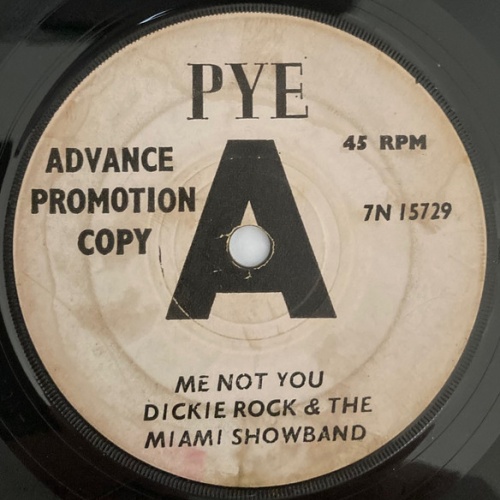 PYE
45 RPM
ADVANCE
PROMOTION
COPY
A
7N 15729
ME NOT YOU
DICKIE ROCK & THE
MIAMI SHOWBAND